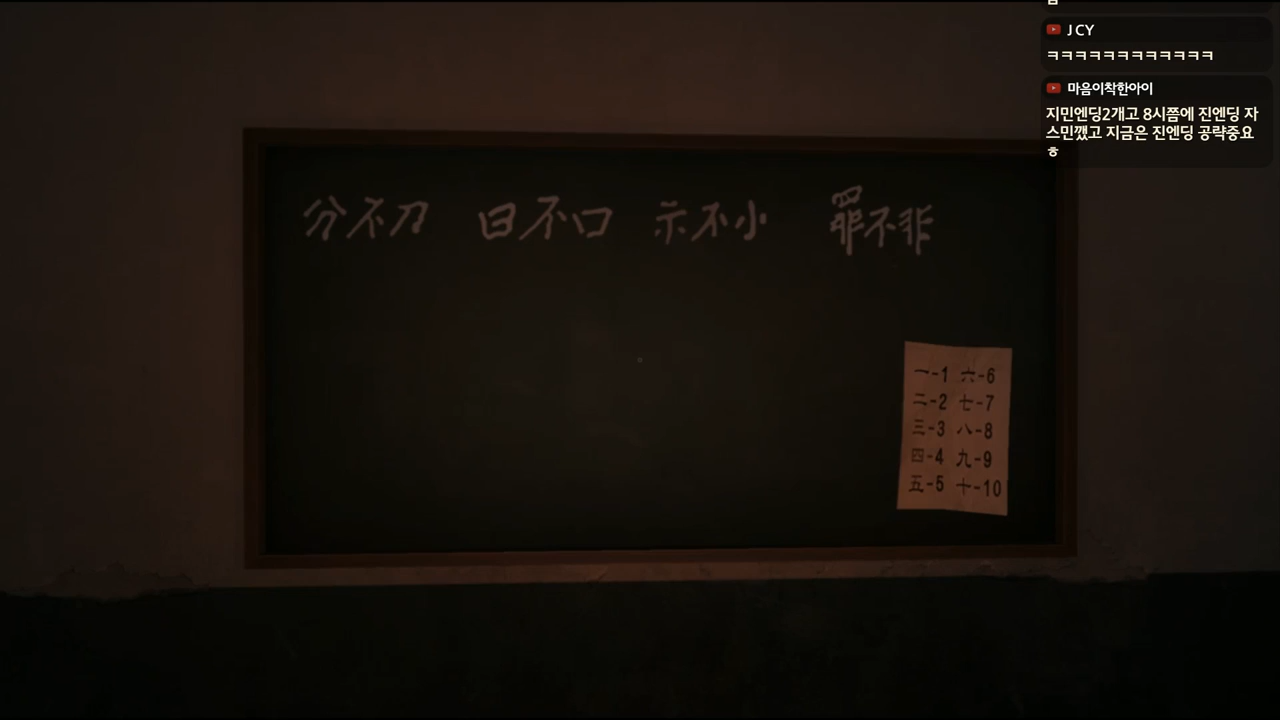 J CY
ㅋㅋㅋㅋㅋㅋㅋㅋㅋㅋㅋㅋ
마음이착한아이
지민엔딩2개고 8시쯤에 진엔딩 자
스민깼고 지금은 진엔딩 공략중요
ㅎ
分不刀 日不口 示不小 罪不非
一-1 六-6
二-2 七-7
三-3 八-8
四-4 九-9
五-5 十-10